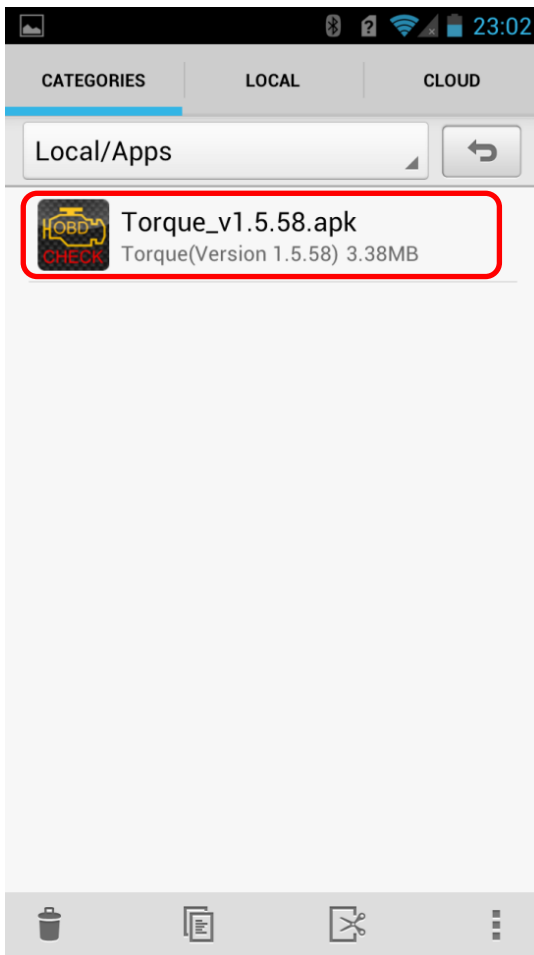 23:02
CATEGORIES LOCAL CLOUD
Local/Apps
OBD
CHECK
Torque_v1.5.58.apk
Torque(Version 1.5.58) 3.38MB